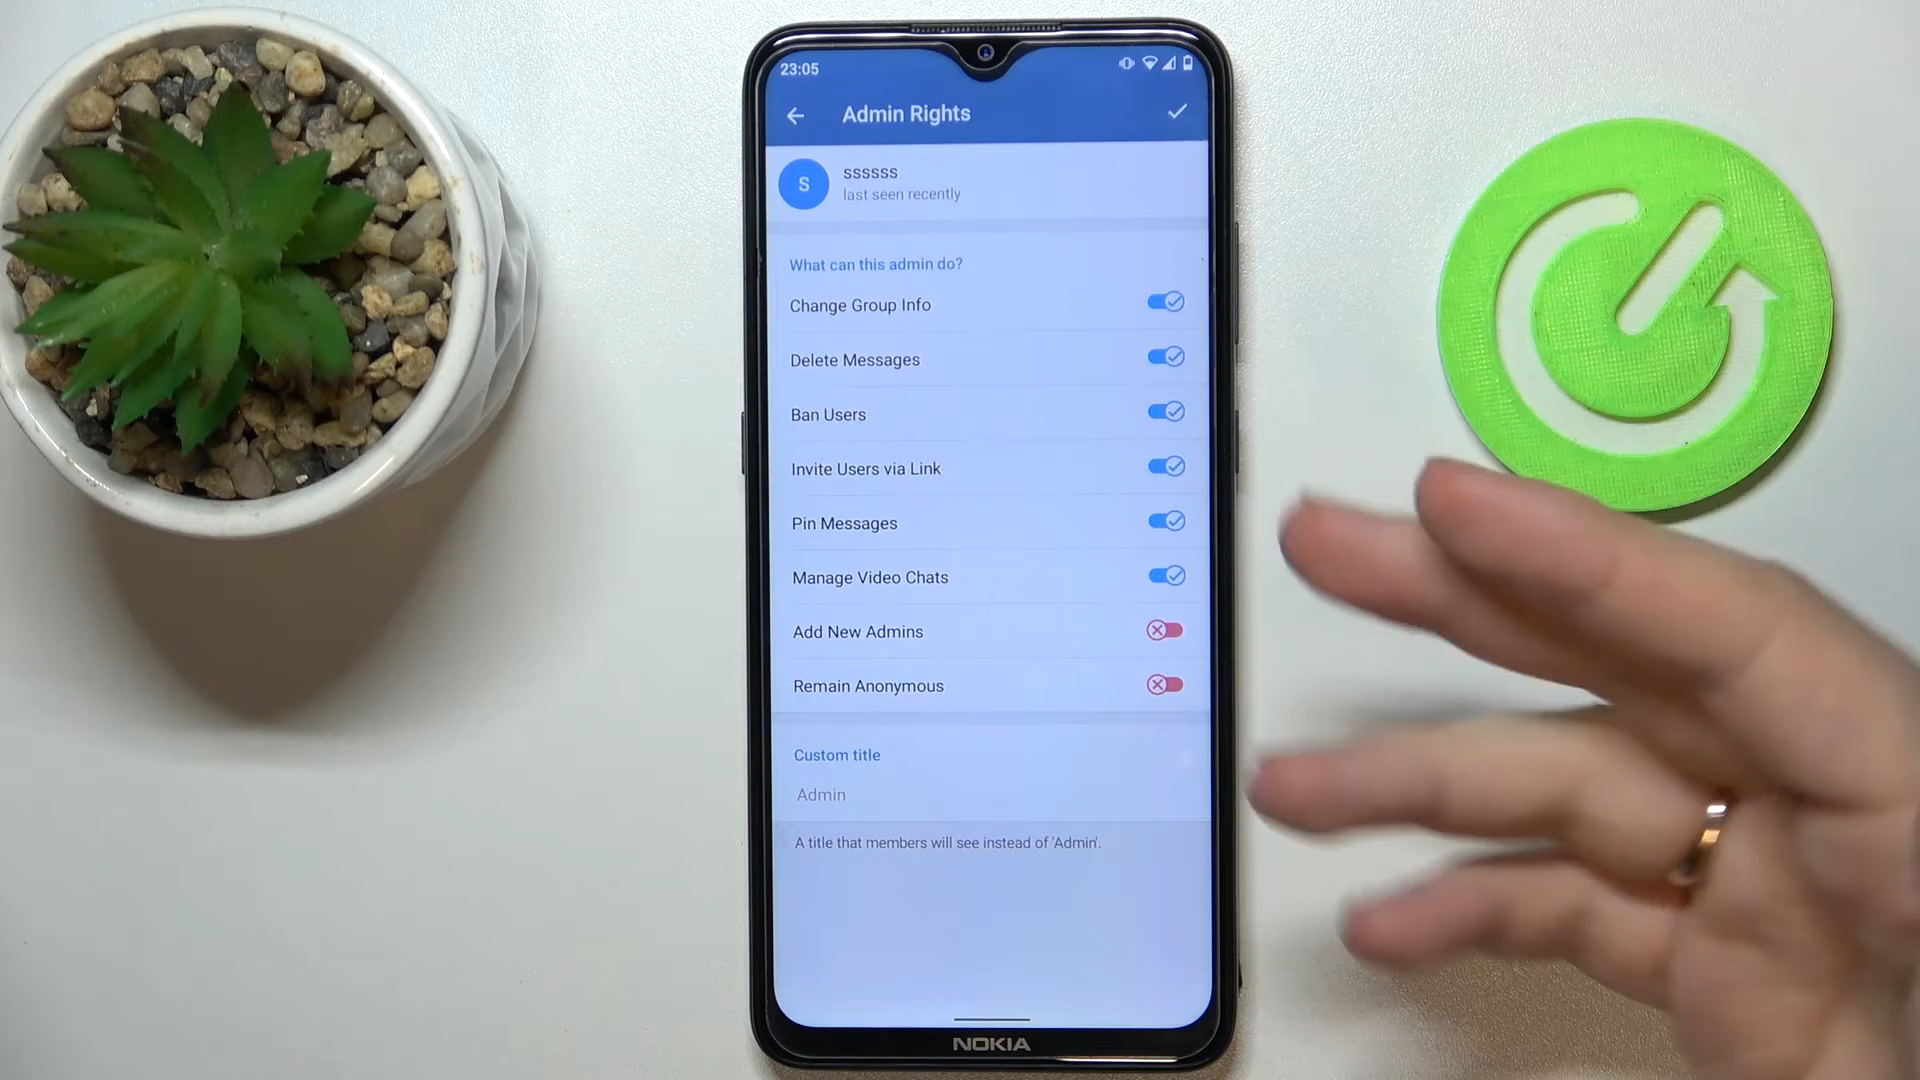 23:05
Admin Rights
S
ssssss
last seen recently
What can this admin do?
Change Group Info
Delete Messages
Ban Users
Invite Users via Link
Pin Messages
Manage Video Chats
Add New Admins
Remain Anonymous
Custom title
Admin
A title that members will see instead of 'Admin'.
NOKIA